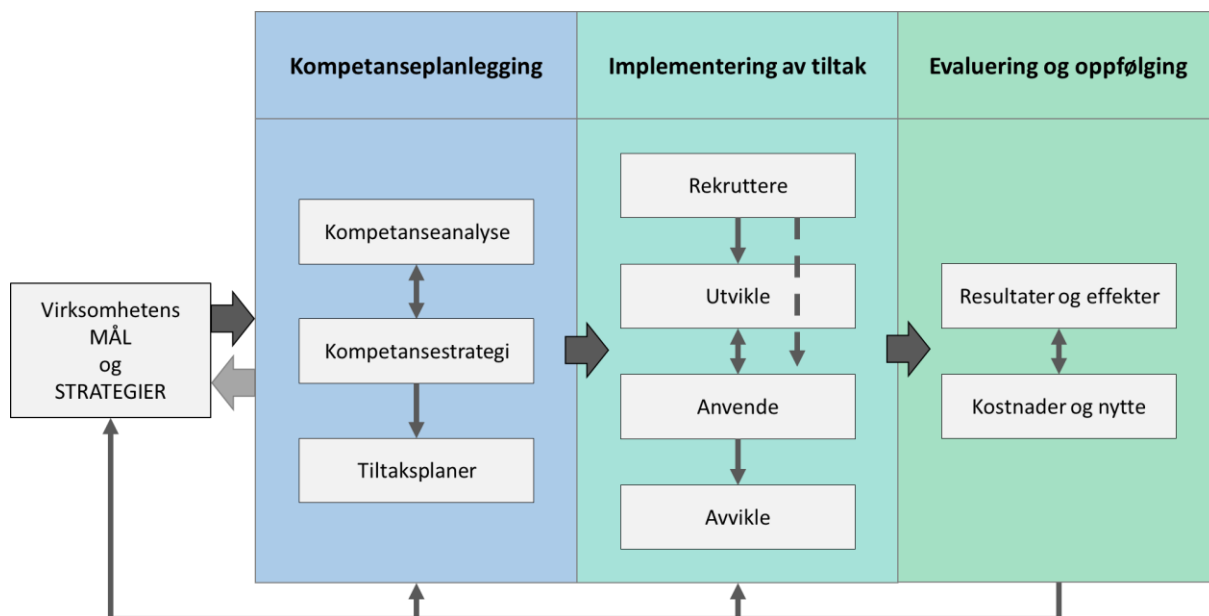 Kompetanseplanlegging
Implementering av tiltak
Evaluering og oppfølging
Virksomhetens
MÅL
og
STRATEGIER
Kompetanseanalyse
Kompetansestrategi
Tiltaksplaner
Rekruttere
Utvikle
Anvende
Avvikle
Resultater og effekter
Kostnader og nytte